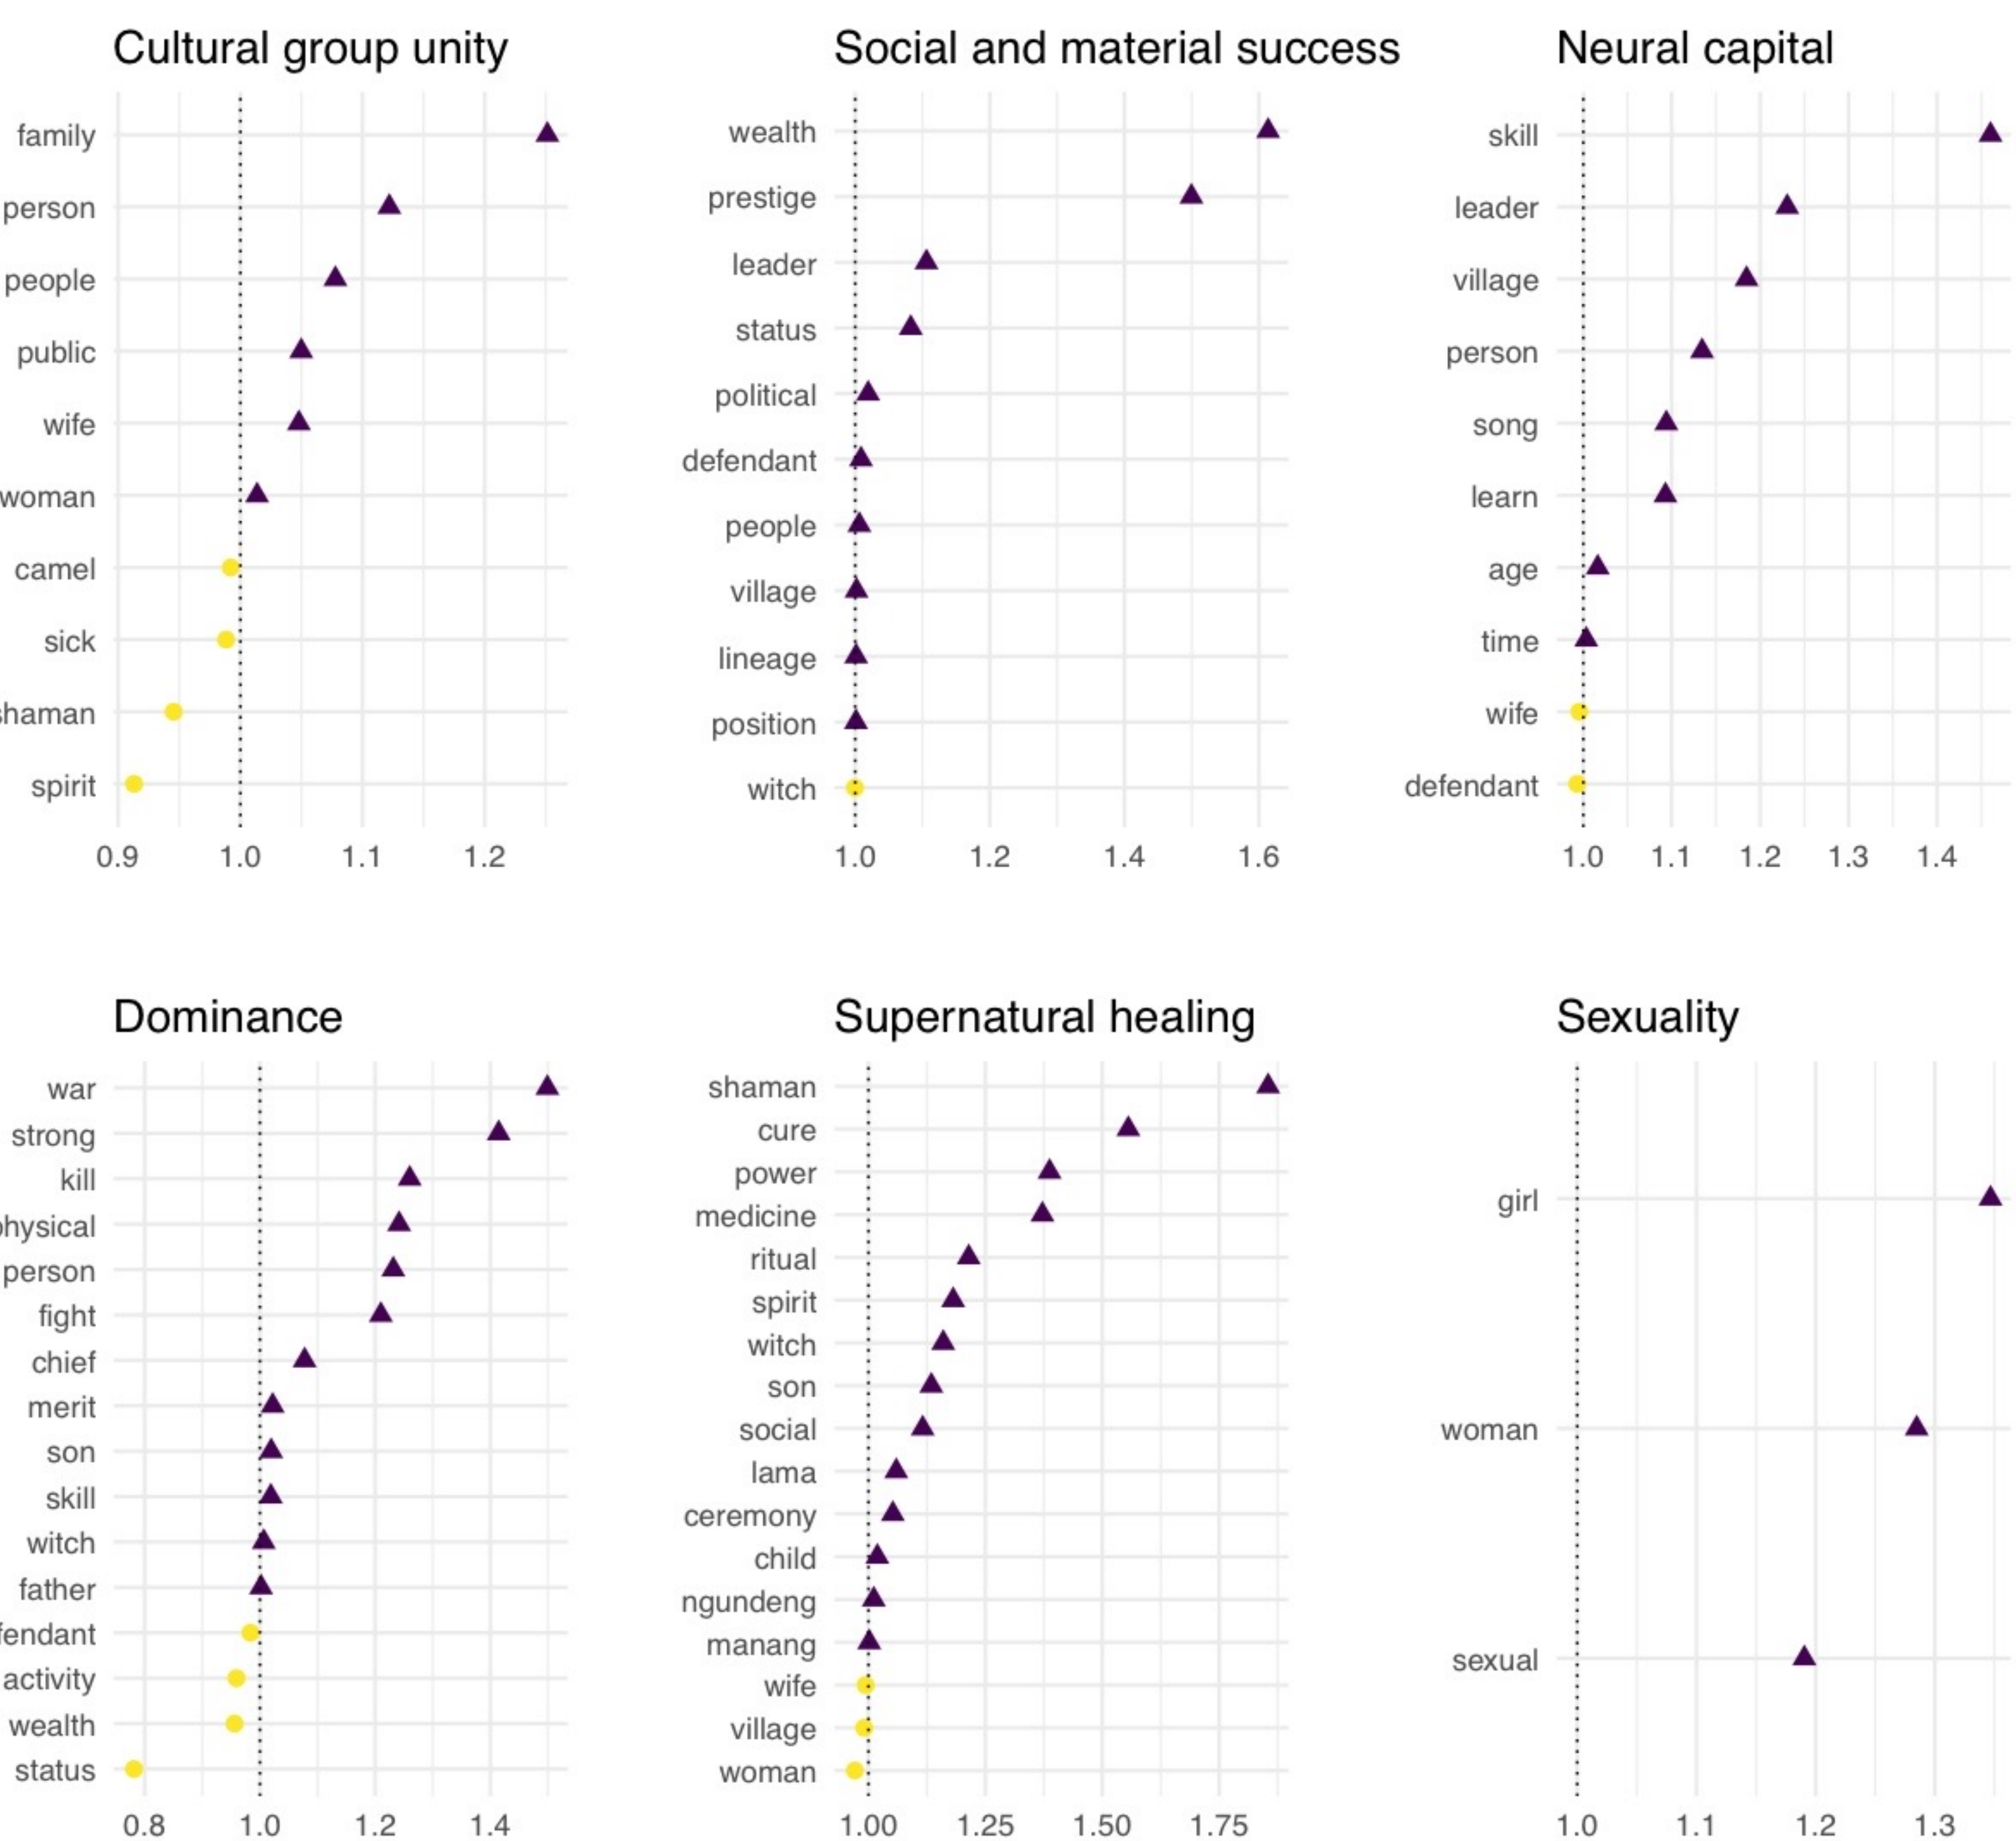 Cultural group unity
family
person
people
public
wife
woman
camel
sick
shaman
spirit
0.9 1.0 1.1 1.2
Social and material success
wealth
prestige
leader
status
political
defendant
people
village
lineage
position
witch
1.0 1.2 1.4 1.6
Neural capital
skill
leader
village
person
song
learn
age
time
wife
defendant
1.0 1.1 1.2 1.3 1.4
Dominance
war
strong
kill
physical
person
fight
chief
merit
son
skill
witch
father
fendant
activity
wealth
status
0.8 1.0 1.2 1.4
Supernatural healing
shaman
cure
power
medicine
ritual
spirit
witch
son
social
lama
ceremony
child
ngundeng
manang
wife
village
woman
1.00 1.25 1.50 1.75
Sexuality
girl
woman
sexual
1.0 1.1 1.2 1.3